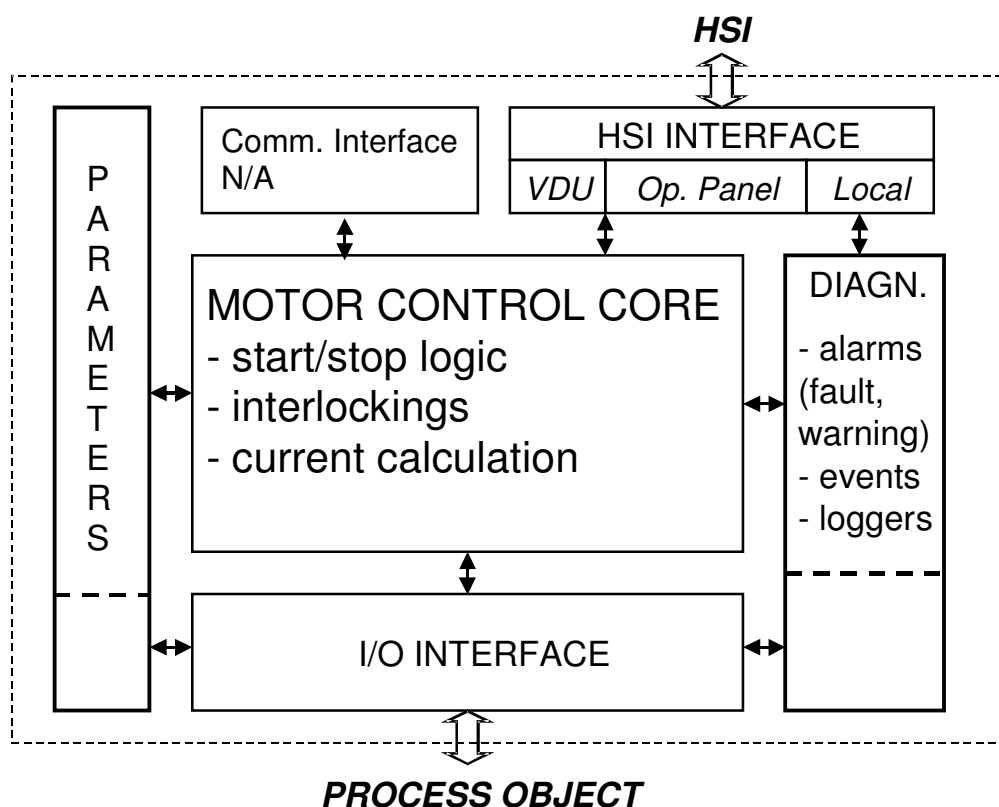 HSI
PARAMETERS
Comm. Interface
N/A
HSI INTERFACE
VDU Op. Panel Local
MOTOR CONTROL CORE
- start/stop logic
- interlockings
- current calculation
DIAGN.
- alarms
(fault,
warning)
- events
- loggers
I/O INTERFACE
PROCESS OBJECT